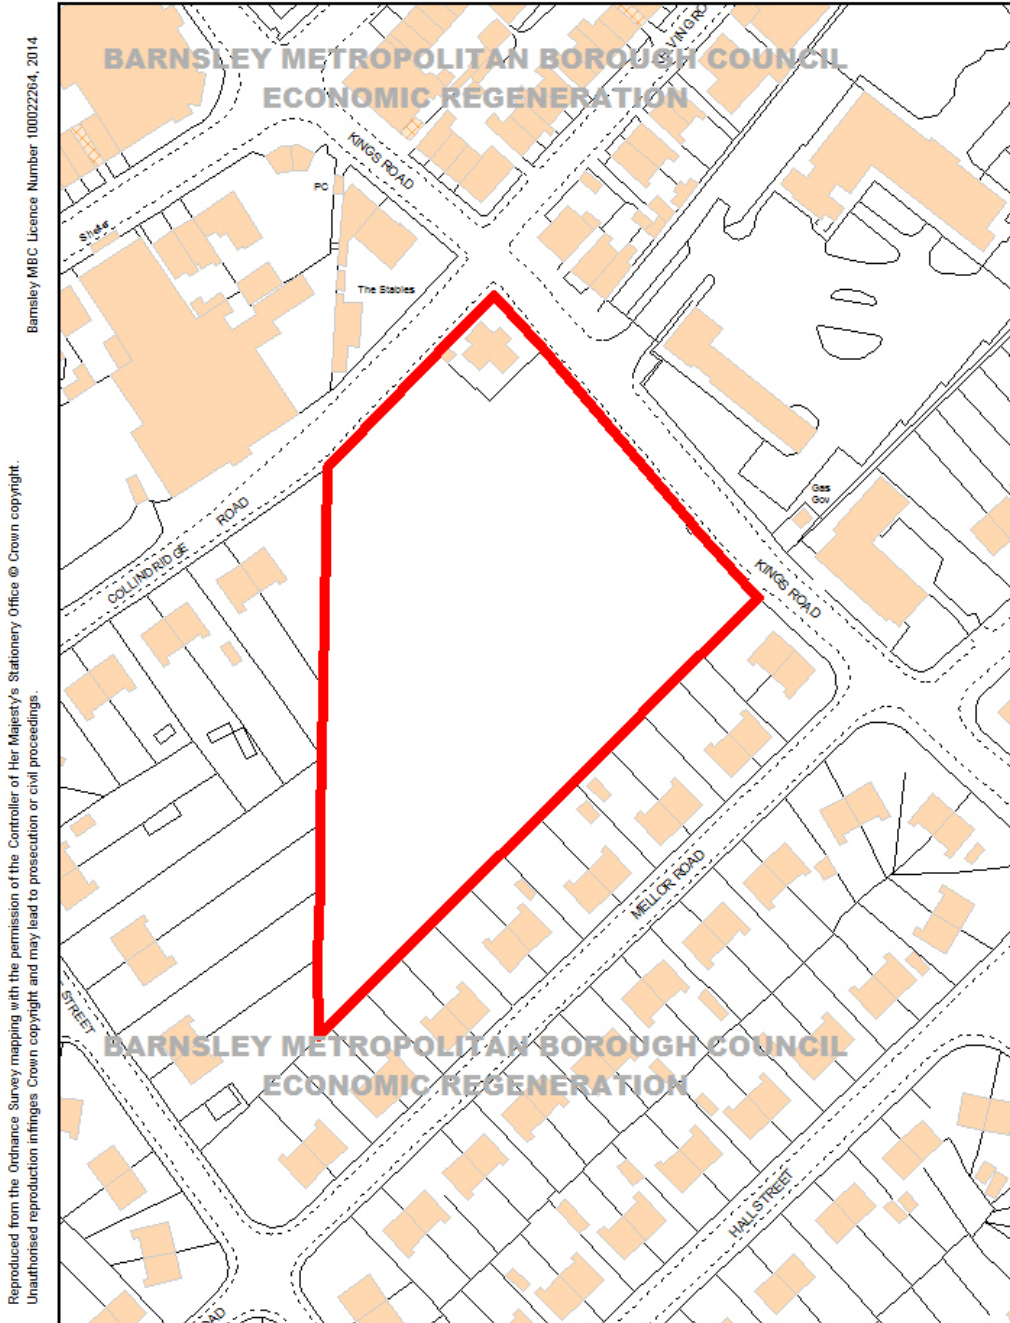 Barnsley MBC Licence Number 100022264, 2014
Reproduced from the Ordnance Survey mapping with the permission of the Controller of Her Majesty's Stationery Office © Crown copyright.
Unauthorised reproduction infringes Crown copyright and may lead to prosecution or civil proceedings.
BARNSLEY METROPOLITAN BOROUGH COUNCIL
ECONOMIC REGENERATION
KINGS ROAD
PC
The Stables
COLLINDRIDGE ROAD
Gas
Gov
KINGS ROAD
MELLOR ROAD
STREET
BARNSLEY METROPOLITAN BOROUGH COUNCIL
ECONOMIC REGENERATION
HALL STREET